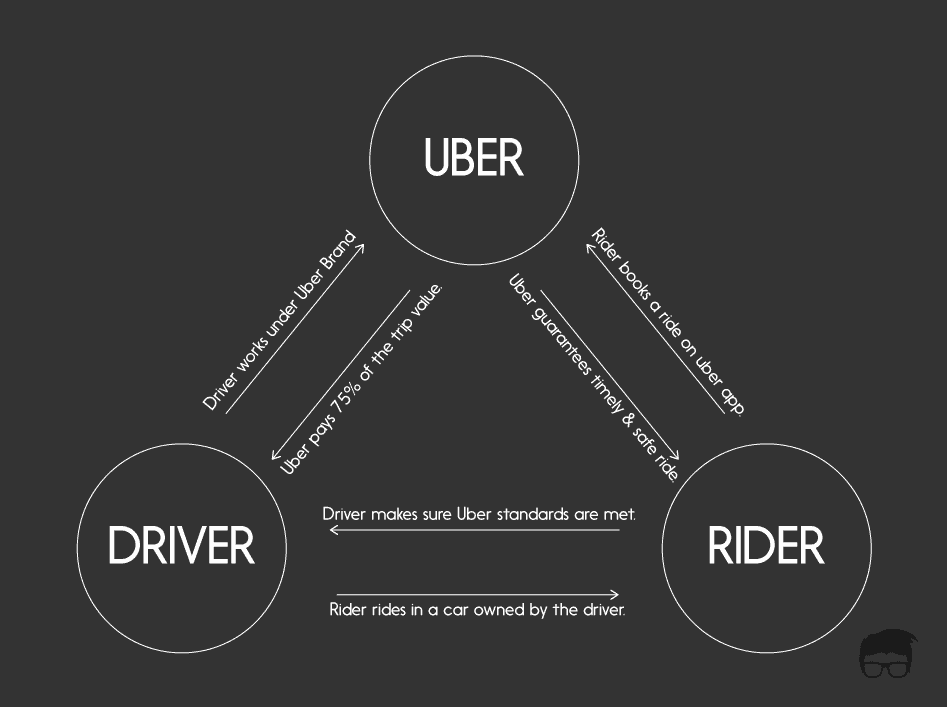 UBER
Driver works under Uber Brand
Uber pays 75% of the trip value.
Uber guarantees timely & safe ride.
Rider books a ride on uber app.
DRIVER
Driver makes sure Uber standards are met.
Rider rides in a car owned by the driver.
RIDER